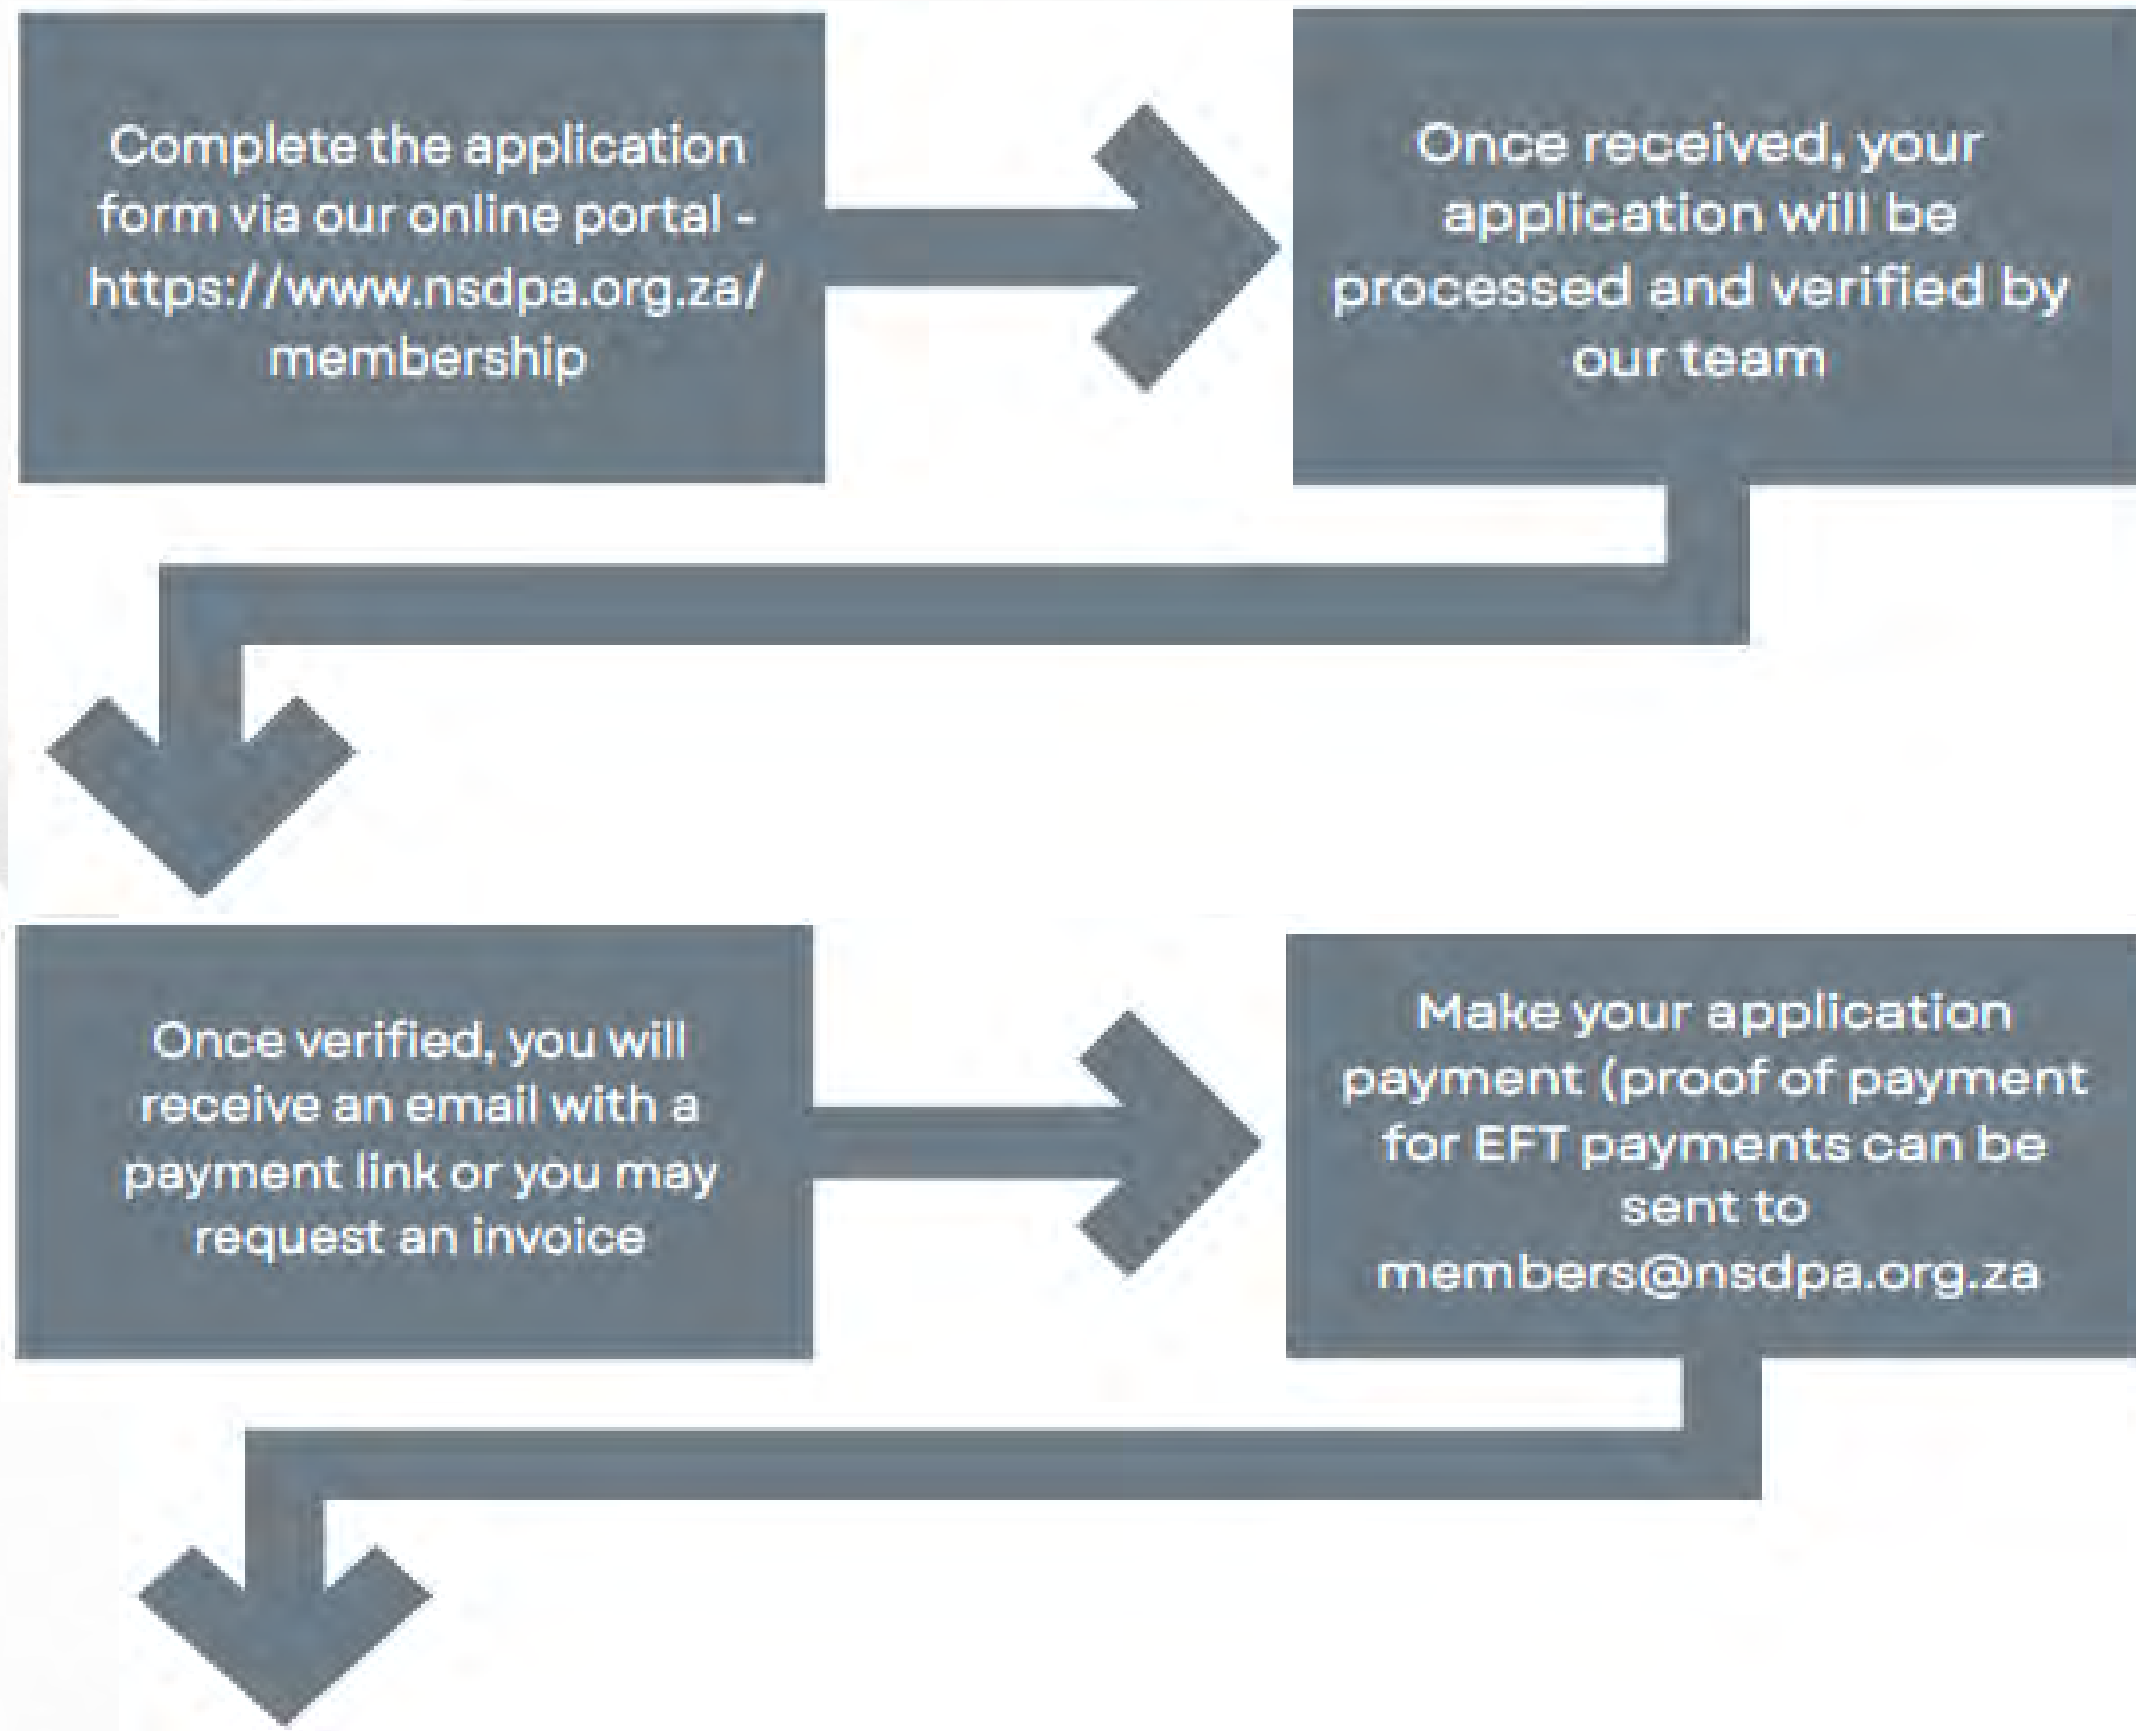 Complete the application
form via our online portal -
https://www.nsdpa.org.za/
membership
Once received, your
application will be
processed and verified by
our team
Once verified, you will
receive an email with a
payment link or you may
request an invoice
Make your application
payment (proof of payment
for EFT payments can be
sent to
members@nsdpa.org.za